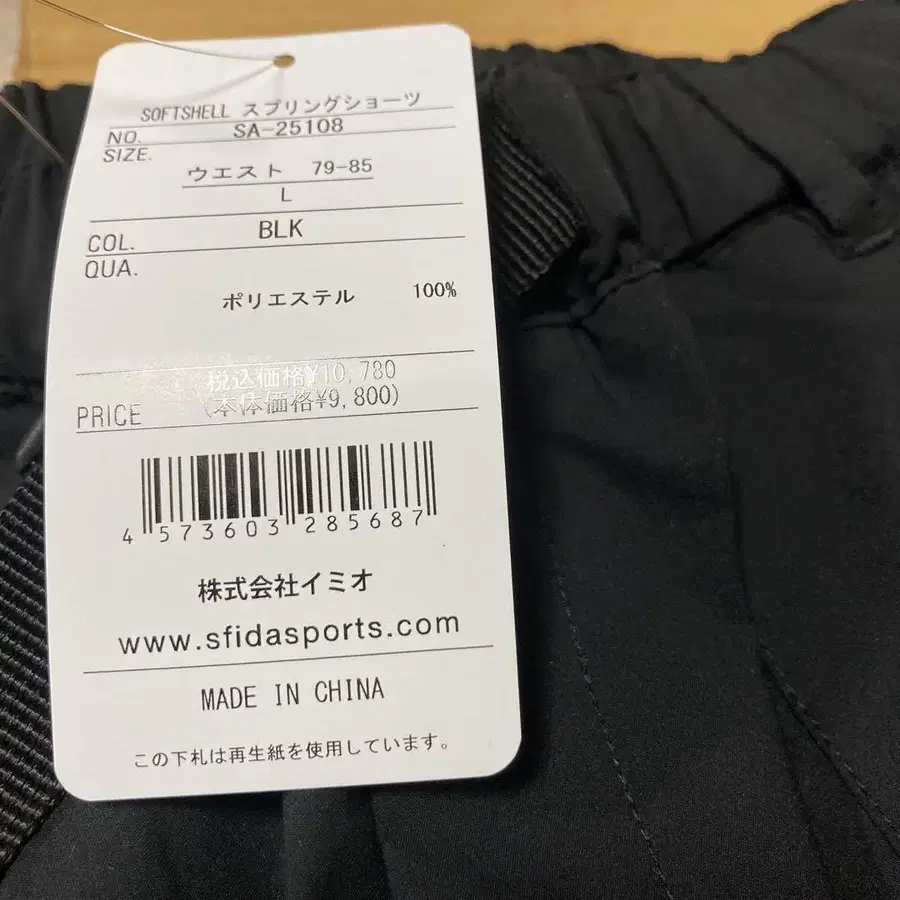 SOFTSHELL スプリングショーツ
NO. SA-25108
SIZE.
ウエスト 79-85
L
COL. BLK
QUA.
ポリエステル 100%
税込価格¥10,780
PRICE (本体価格¥9,800)
4 573603 285687
株式会社イミオ
www.sfidasports.com
MADE IN CHINA
この下札は再生紙を使用しています。